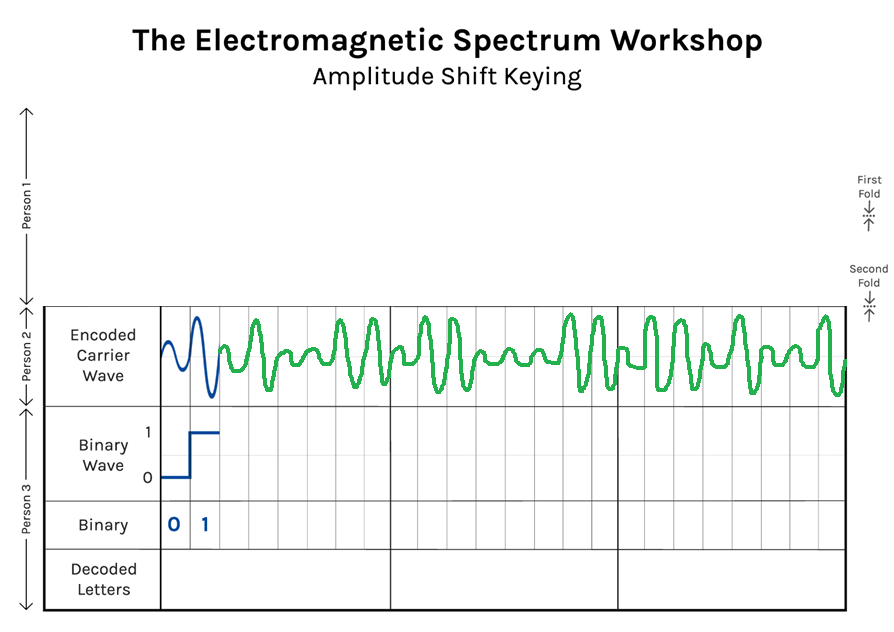 The Electromagnetic Spectrum Workshop
Amplitude Shift Keying
Person 1
First
Fold
Second
Fold
Person 2
Encoded
Carrier
Wave
Person 3
Binary
Wave
1
0
Binary
0 1
Decoded
Letters